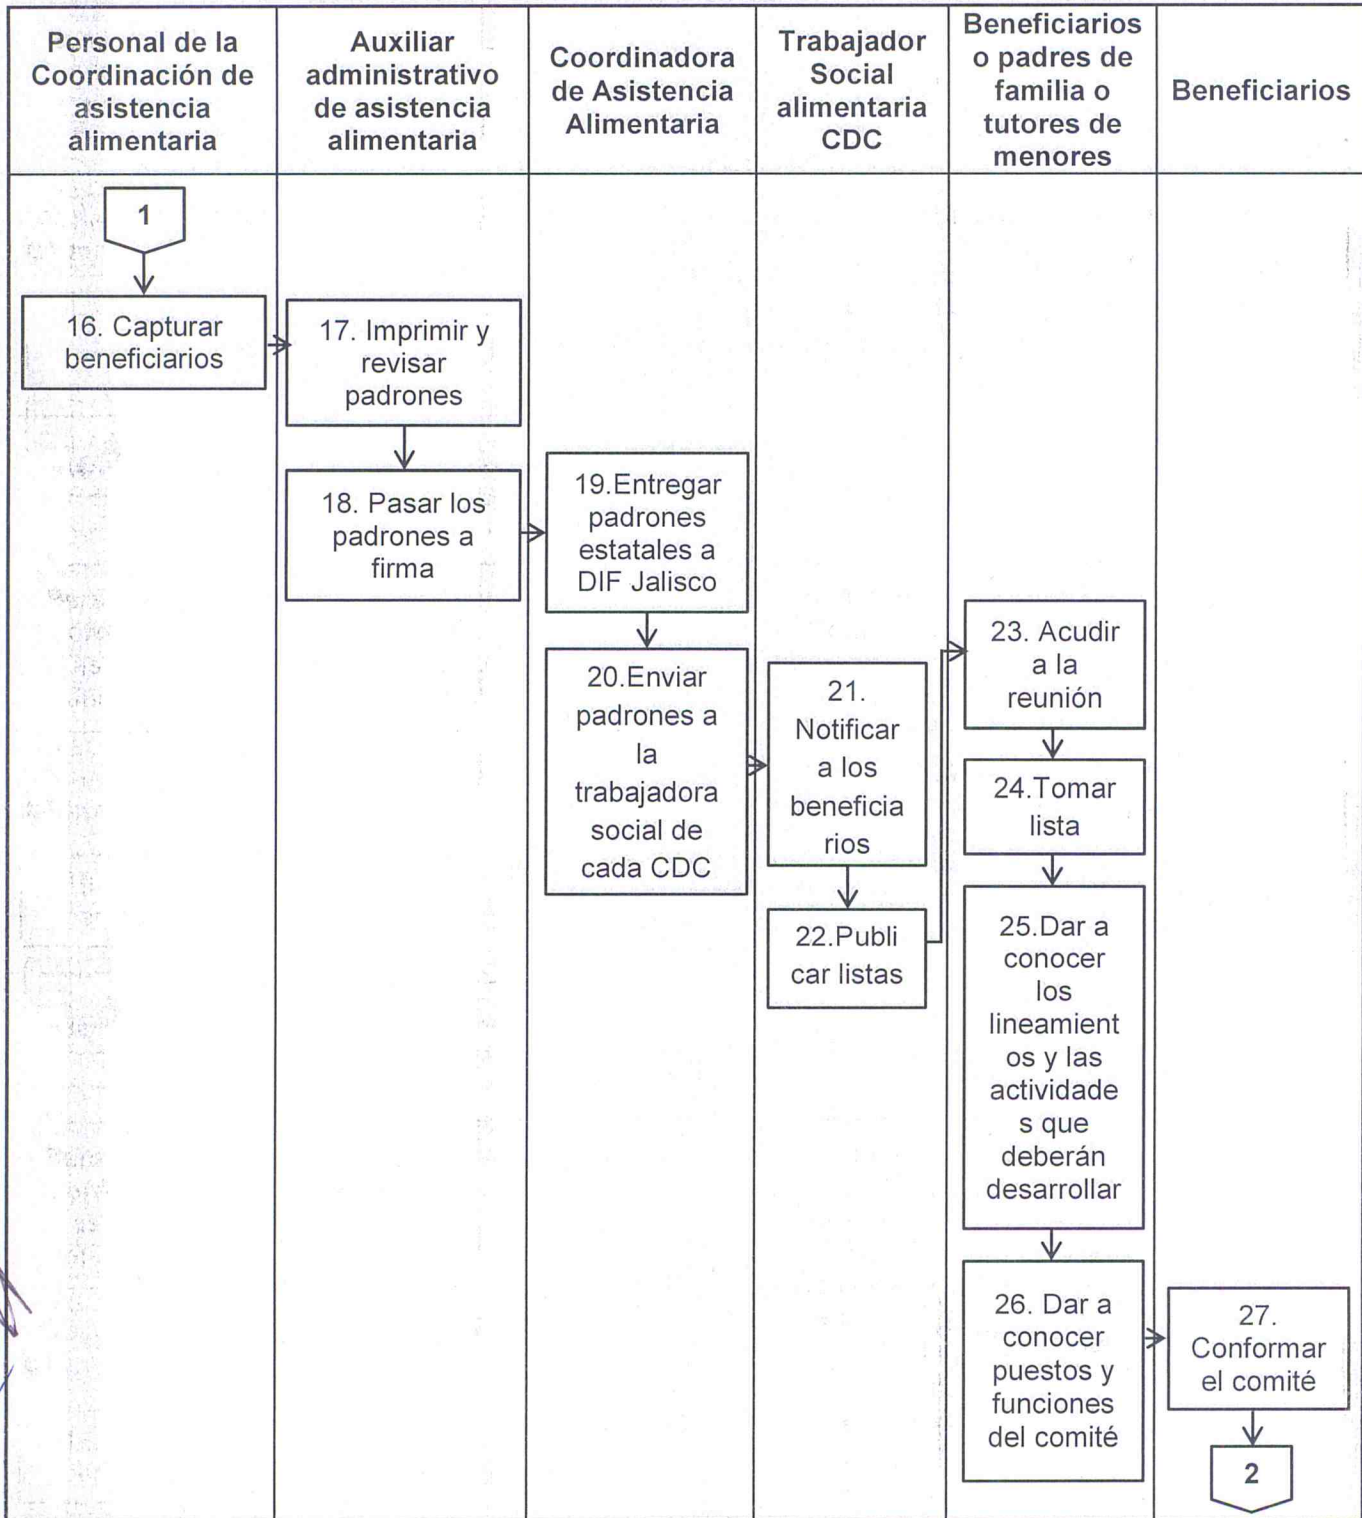 Personal de la
Coordinación de
asistencia
alimentaria
Auxiliar
administrativo
de asistencia
alimentaria
Coordinadora
de Asistencia
Alimentaria
Trabajador
Social
alimentaria
CDC
Beneficiarios
o padres de
familia o
tutores de
menores
Beneficiarios
1
16. Capturar
beneficiarios
17. Imprimir y
revisar
padrones
18. Pasar los
padrones a
firma
19.Entregar
padrones
estatales a
DIF Jalisco
20.Enviar
padrones a
la
trabajadora
social de
cada CDC
21.
Notificar
a los
beneficia
rios
22.Publi
car listas
23. Acudir
a la
reunión
24.Tomar
lista
25.Dar a
conocer
los
lineamient
os y las
actividade
s que
deberán
desarrollar
26. Dar a
conocer
puestos y
funciones
del comité
27.
Conformar
el comité
2